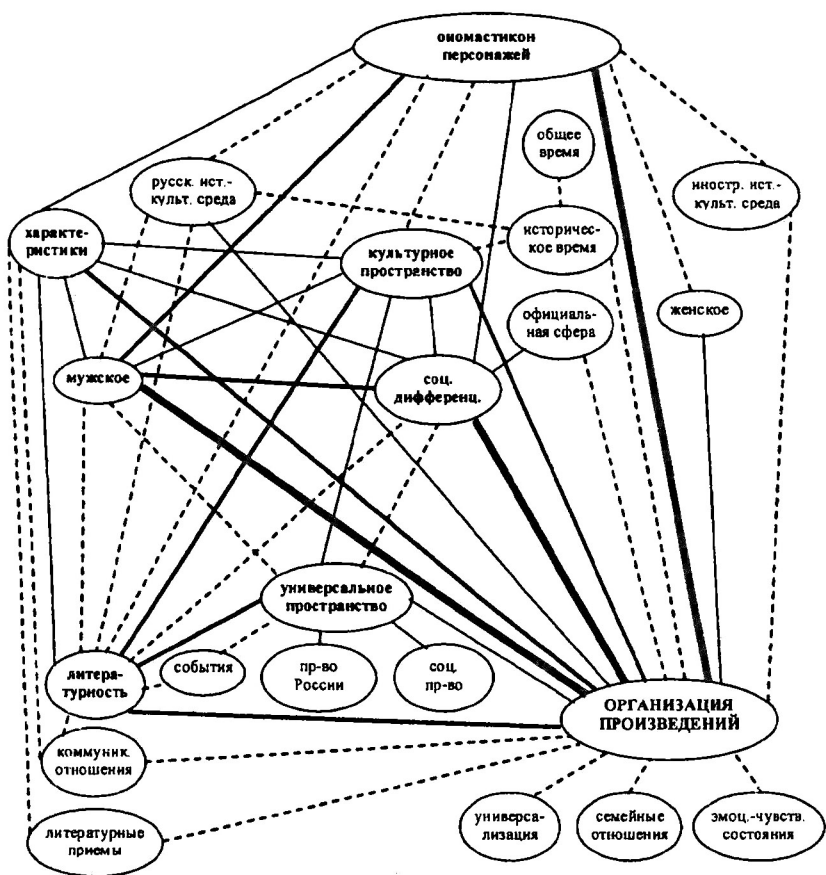 ономастикон
персонажей
общее
время
русск. ист.-
культ. среда
иностр. ист.-
культ. среда
характе-
ристики
культурное
пространство
историчес-
кое время
официаль-
ная сфера
женское
мужское
соц.
дифференц.
универсальное
пространство
литера-
турность
события
пр-во
России
соц.
пр-во
ОРГАНИЗАЦИЯ
ПРОИЗВЕДЕНИЙ
коммуник.
отношения
литературные
приемы
универса-
лизация
семейные
отношения
эмоц.-чувств.
состояния